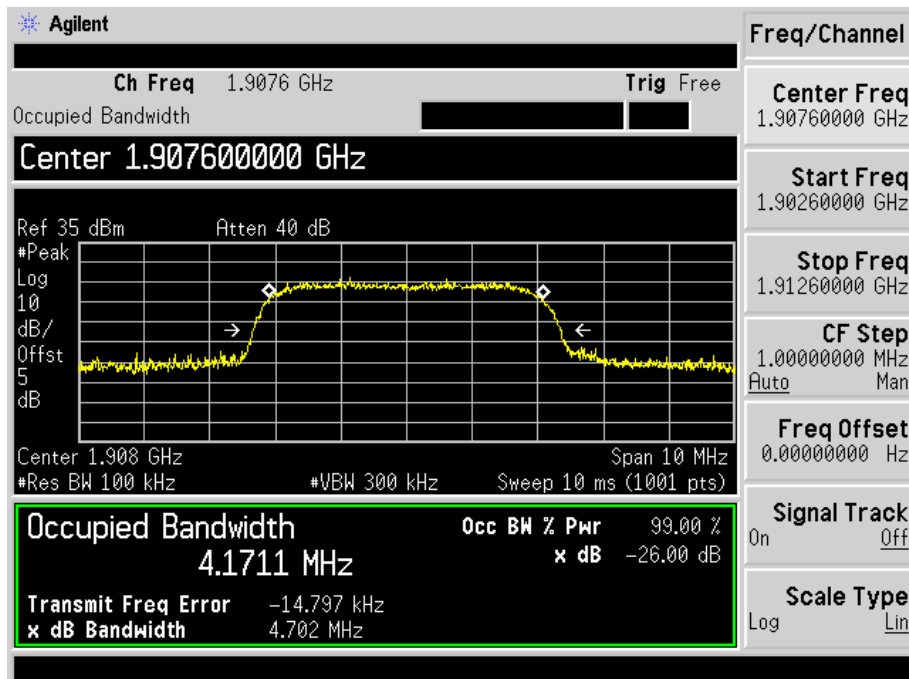 Agilent
Freq/Channel
Ch Freq 1.9076 GHz Trig Free
Occupied Bandwidth
Center 1.907600000 GHz
Ref 35 dBm Atten 40 dB
#Peak
Log
10
dB/
Offst
5
dB
Center 1.908 GHz Span 10 MHz
#Res BW 100 kHz #VBW 300 kHz Sweep 10 ms (1001 pts)
Occupied Bandwidth
4.1711 MHz
Occ BW % Pwr 99.00 %
x dB -26.00 dB
Transmit Freq Error -14.797 kHz
x dB Bandwidth 4.702 MHz
Center Freq
1.90760000 GHz
Start Freq
1.90260000 GHz
Stop Freq
1.91260000 GHz
CF Step
1.00000000 MHz
Auto Man
Freq Offset
0.00000000 Hz
Signal Track
On Off
Scale Type
Log Lin